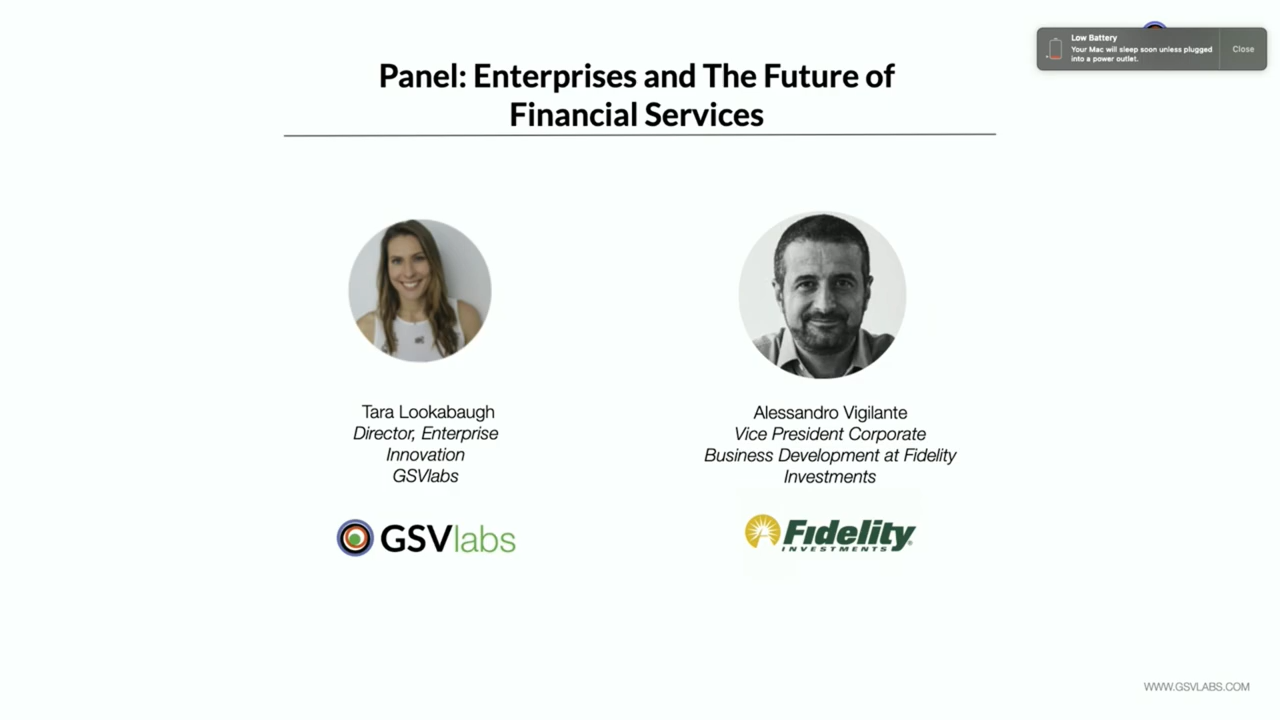 Low Battery
Your Mac will sleep soon unless plugged
into a power outlet.
Close
Panel: Enterprises and The Future of
Financial Services
Tara Lookabaugh
Director, Enterprise
Innovation
GSVlabs
Alessandro Vigilante
Vice President Corporate
Business Development at Fidelity
Investments
GSVlabs
Fidelity
INVESTMENTS®
WWW.GSVLABS.COM